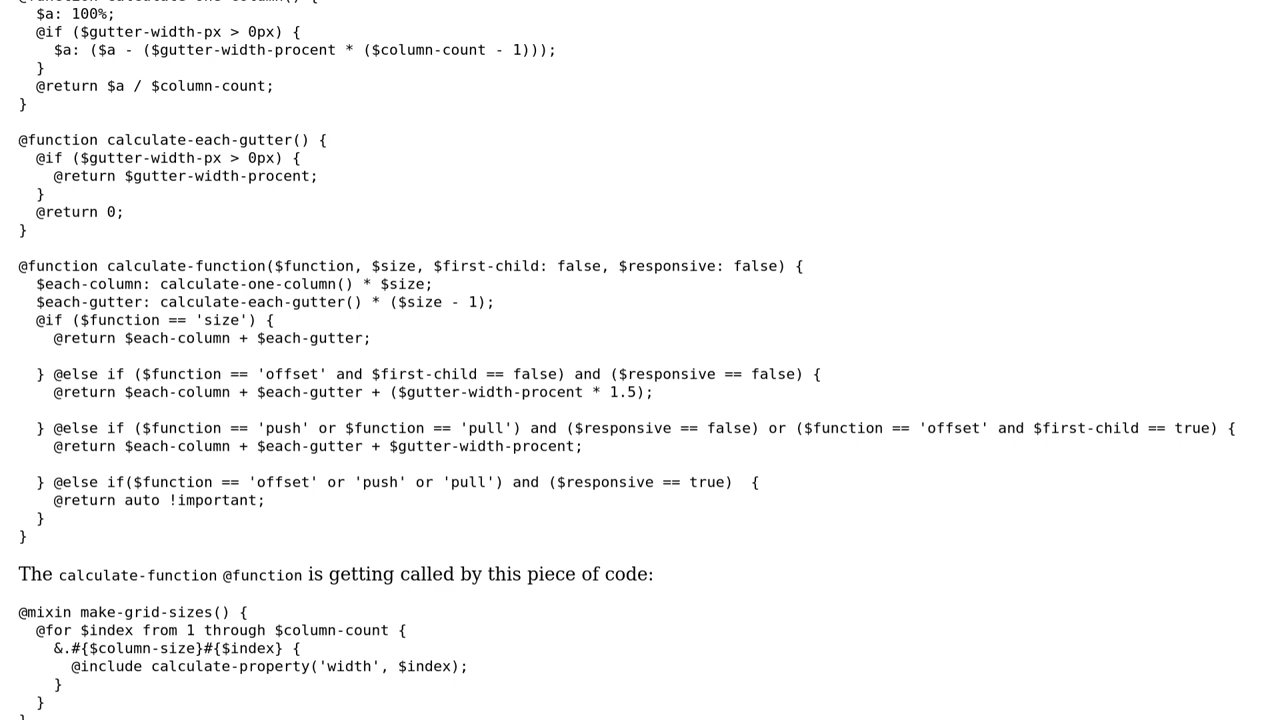 @function calculate-one-column() {
  $a: 100%;
  @if ($gutter-width-px > 0px) {
    $a: ($a - ($gutter-width-procent * ($column-count - 1)));
  }
  @return $a / $column-count;
}

@function calculate-each-gutter() {
  @if ($gutter-width-px > 0px) {
    @return $gutter-width-procent;
  }
  @return 0;
}

@function calculate-function($function, $size, $first-child: false, $responsive: false) {
  $each-column: calculate-one-column() * $size;
  $each-gutter: calculate-each-gutter() * ($size - 1);
  @if ($function == 'size') {
    @return $each-column + $each-gutter;

  } @else if ($function == 'offset' and $first-child == false) and ($responsive == false) {
    @return $each-column + $each-gutter + ($gutter-width-procent * 1.5);

  } @else if ($function == 'push' or $function == 'pull') and ($responsive == false) or ($function == 'offset' and $first-child == true) {
    @return $each-column + $each-gutter + $gutter-width-procent;

  } @else if($function == 'offset' or 'push' or 'pull') and ($responsive == true)  {
    @return auto !important;
  }
}

The calculate-function @function is getting called by this piece of code:

@mixin make-grid-sizes() {
  @for $index from 1 through $column-count {
    &.#{$column-size}#{$index} {
      @include calculate-property('width', $index);
    }
  }
}